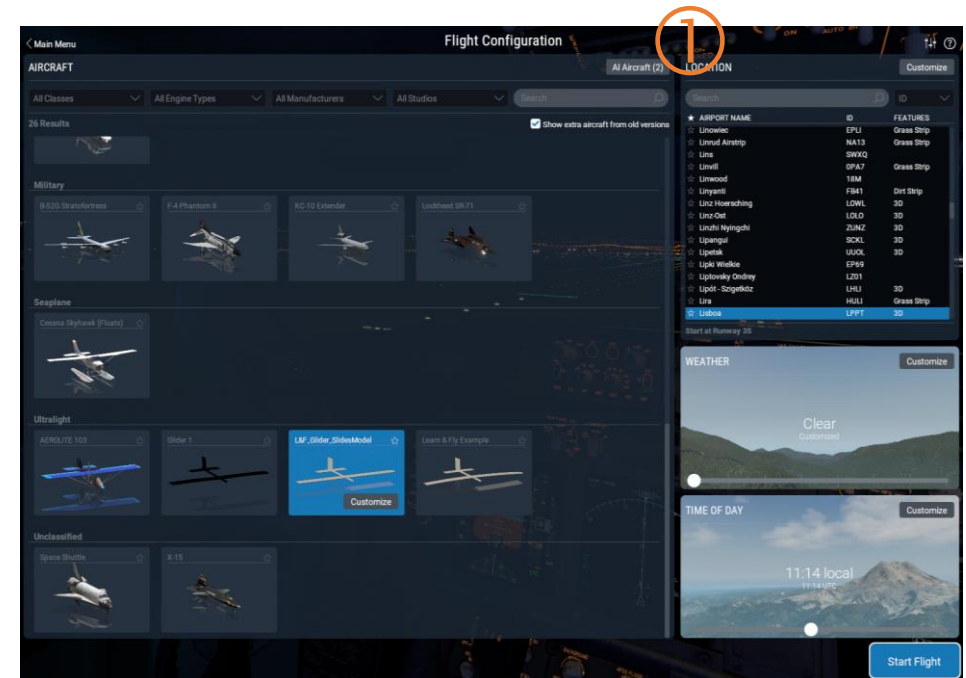 ①
Main Menu
Flight Configuration
ON
AUTO
AIRCRAFT
AI Aircraft (2)
LOCATION
Customize
All Classes
All Engine Types
All Manufacturers
All Studios
Search
Search
ID
26 Results
Show extra aircraft from old versions
★ AIRPORT NAME ID FEATURES
☆ Linowiec EPLI Grass Strip
☆ Linrud Airstrip NA13 Grass Strip
☆ Lins SWXQ
☆ Linvill 0PA7 Grass Strip
☆ Linwood 18M
☆ Linyanti FB41 Dirt Strip
☆ Linz Hoersching LOWL 3D
☆ Linz-Ost LOLO 3D
☆ Linzhi Nyingchi ZUNZ 3D
☆ Lipangui SCKL 3D
☆ Lipetsk UUOL 3D
☆ Lipki Wielkie EP69
☆ Liptovsky Ondrey LZ01
☆ Lipót - Szigetköz LHLI 3D
☆ Lira HULI Grass Strip
☆ Lisboa LPPT 3D
Start at Runway 35
Military
B-52G Stratofortress
F-4 Phantom II
KC-10 Extender
Lockheed SR-71
Seaplane
Cessna Skyhawk (Floats)
WEATHER
Customize
Clear
Customized
Ultralight
AEROLITE 103
Glider 1
L&F_Glider_SlidesModel
Customize
Learn & Fly Example
TIME OF DAY
Customize
11:14 local
11:14 UTC
Unclassified
Space Shuttle
X-15
Start Flight